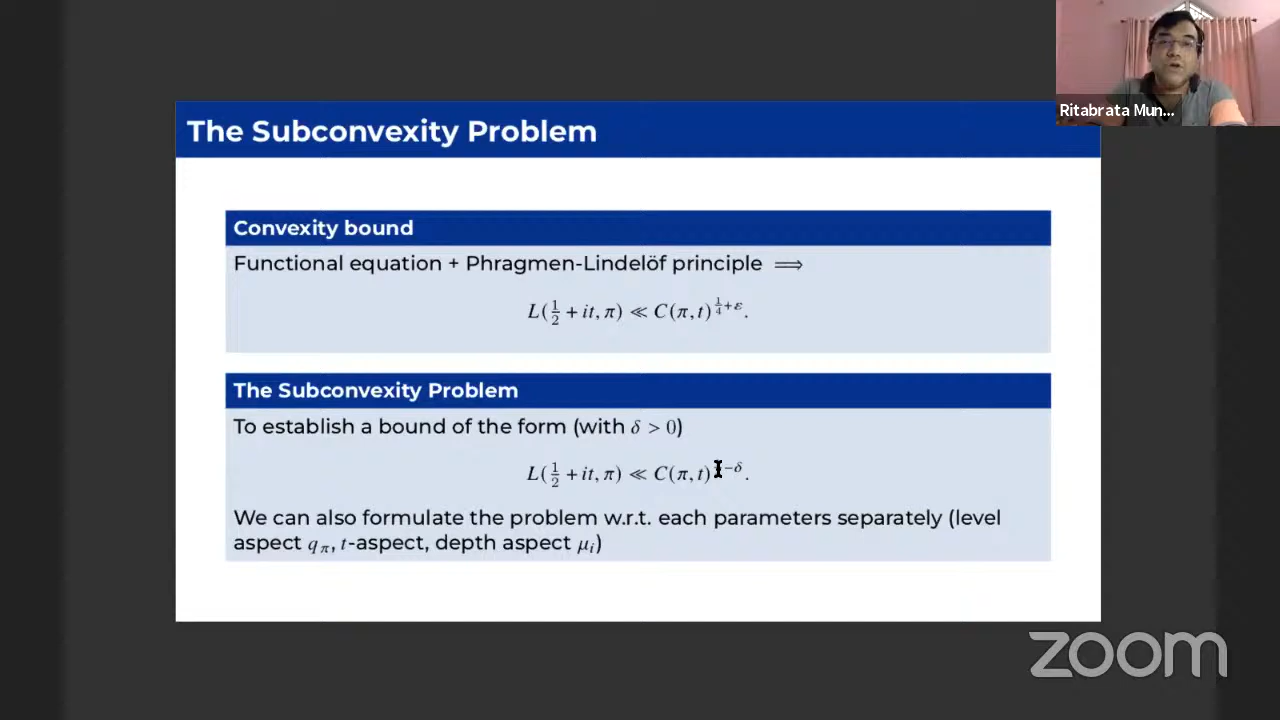 Ritabrata Mun...
The Subconvexity Problem
Convexity bound
Functional equation + Phragmen-Lindelöf principle ⟹
L(1/2 + it, π) ≪ C(π, t)^{1/4+ε}.
The Subconvexity Problem
To establish a bound of the form (with δ > 0)
L(1/2 + it, π) ≪ C(π, t)^{−δ}.
We can also formulate the problem w.r.t. each parameters separately (level
aspect q_π, t-aspect, depth aspect μ_i)
zoom